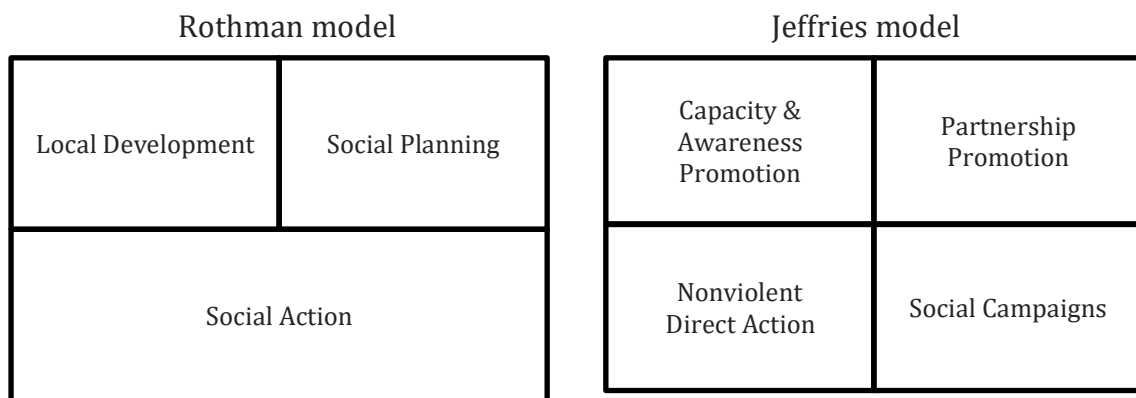 Rothman model
Local Development
Social Planning
Social Action
Jeffries model
Capacity &
Awareness
Promotion
Partnership
Promotion
Nonviolent
Direct Action
Social Campaigns